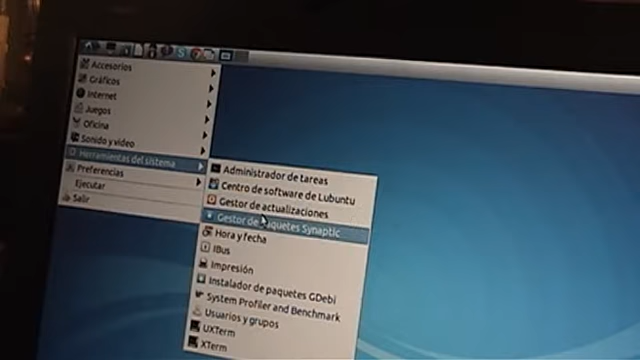 Accesorios
Gráficos
Internet
Juegos
Oficina
Sonido y vídeo
Herramientas del sistema
Preferencias
Ejecutar
Salir
Administrador de tareas
Centro de software de Lubuntu
Gestor de actualizaciones
Gestor de paquetes Synaptic
Hora y fecha
IBus
Impresión
Instalador de paquetes GDebi
System Profiler and Benchmark
Usuarios y grupos
UXTerm
XTerm